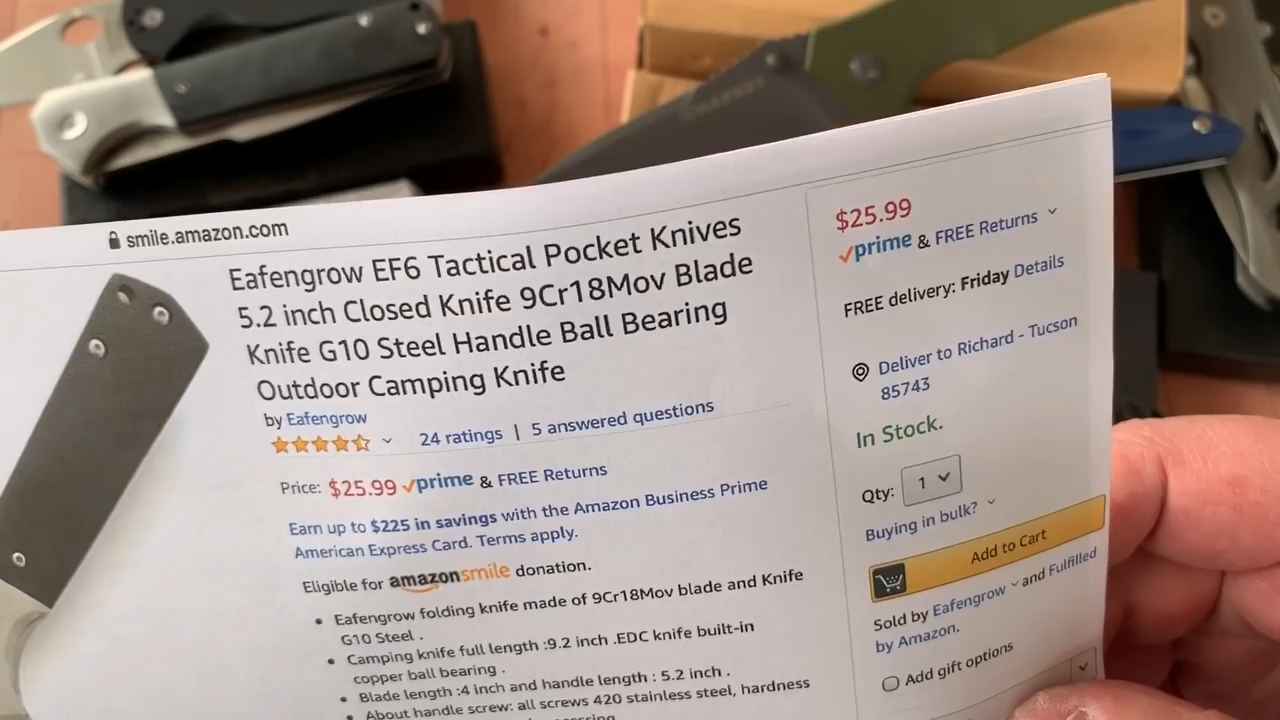 smile.amazon.com
Eafengrow EF6 Tactical Pocket Knives
5.2 inch Closed Knife 9Cr18Mov Blade
Knife G10 Steel Handle Ball Bearing
Outdoor Camping Knife
by Eafengrow
24 ratings | 5 answered questions
Price: $25.99 prime & FREE Returns
Earn up to $225 in savings with the Amazon Business Prime
American Express Card. Terms apply.
Eligible for amazonsmile donation.
• Eafengrow folding knife made of 9Cr18Mov blade and Knife
G10 Steel .
• Camping knife full length :9.2 inch .EDC knife built-in
copper ball bearing .
• Blade length :4 inch and handle length : 5.2 inch .
• About handle screw: all screws 420 stainless steel, hardness
$25.99
prime & FREE Returns
FREE delivery: Friday Details
Deliver to Richard - Tucson
85743
In Stock.
Qty: 1
Buying in bulk?
Add to Cart
Sold by Eafengrow and Fulfilled
by Amazon.
Add gift options